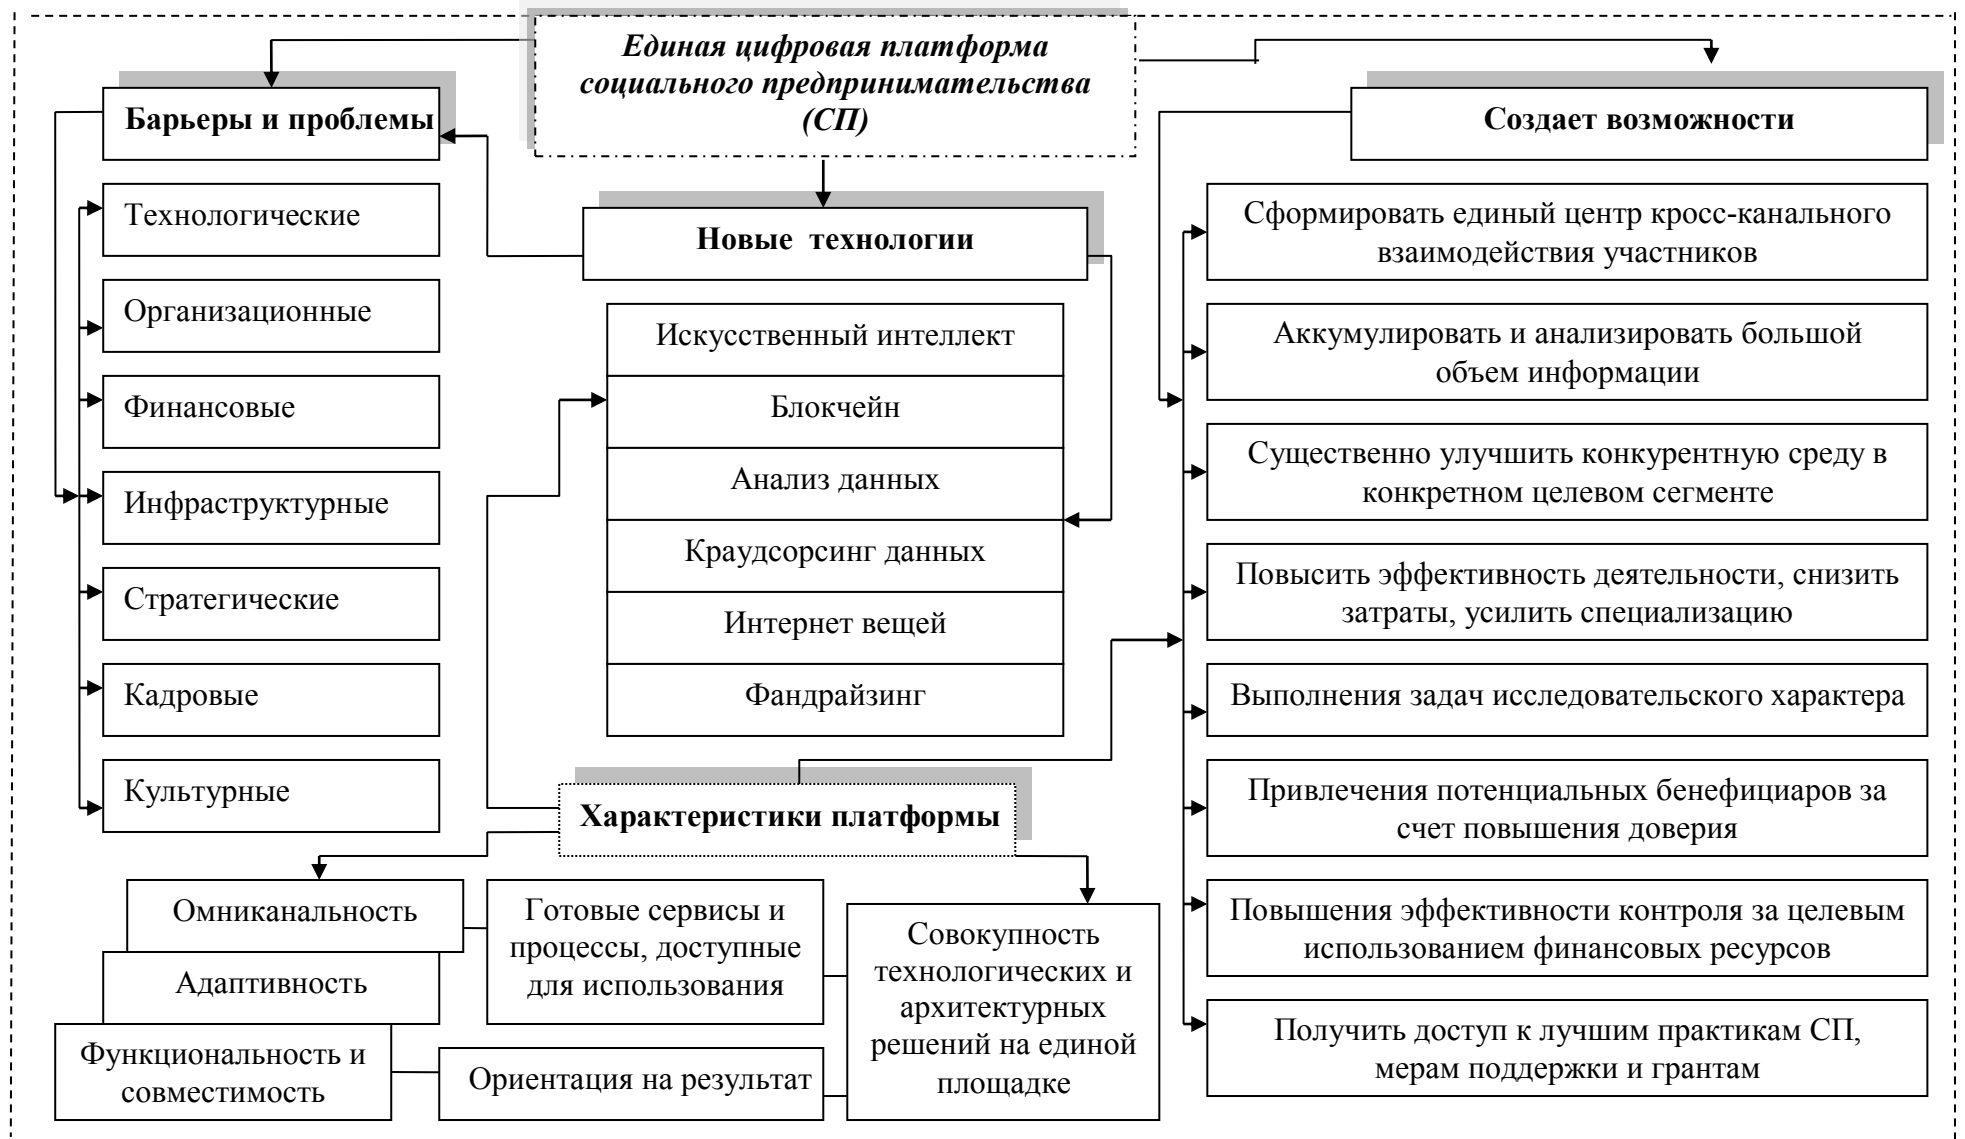 Единая цифровая платформа
социального предпринимательства
(СП)
Барьеры и проблемы
Технологические
Организационные
Финансовые
Инфраструктурные
Стратегические
Кадровые
Культурные
Новые технологии
Искусственный интеллект
Блокчейн
Анализ данных
Краудсорсинг данных
Интернет вещей
Фандрайзинг
Создает возможности
Сформировать единый центр кросс-канального
взаимодействия участников
Аккумулировать и анализировать большой
объем информации
Существенно улучшить конкурентную среду в
конкретном целевом сегменте
Повысить эффективность деятельности, снизить
затраты, усилить специализацию
Выполнения задач исследовательского характера
Привлечения потенциальных бенефициаров за
счет повышения доверия
Повышения эффективности контроля за целевым
использованием финансовых ресурсов
Получить доступ к лучшим практикам СП,
мерам поддержки и грантам
Характеристики платформы
Омниканальность
Адаптивность
Функциональность и
совместимость
Готовые сервисы и
процессы, доступные
для использования
Ориентация на результат
Совокупность
технологических и
архитектурных
решений на единой
площадке